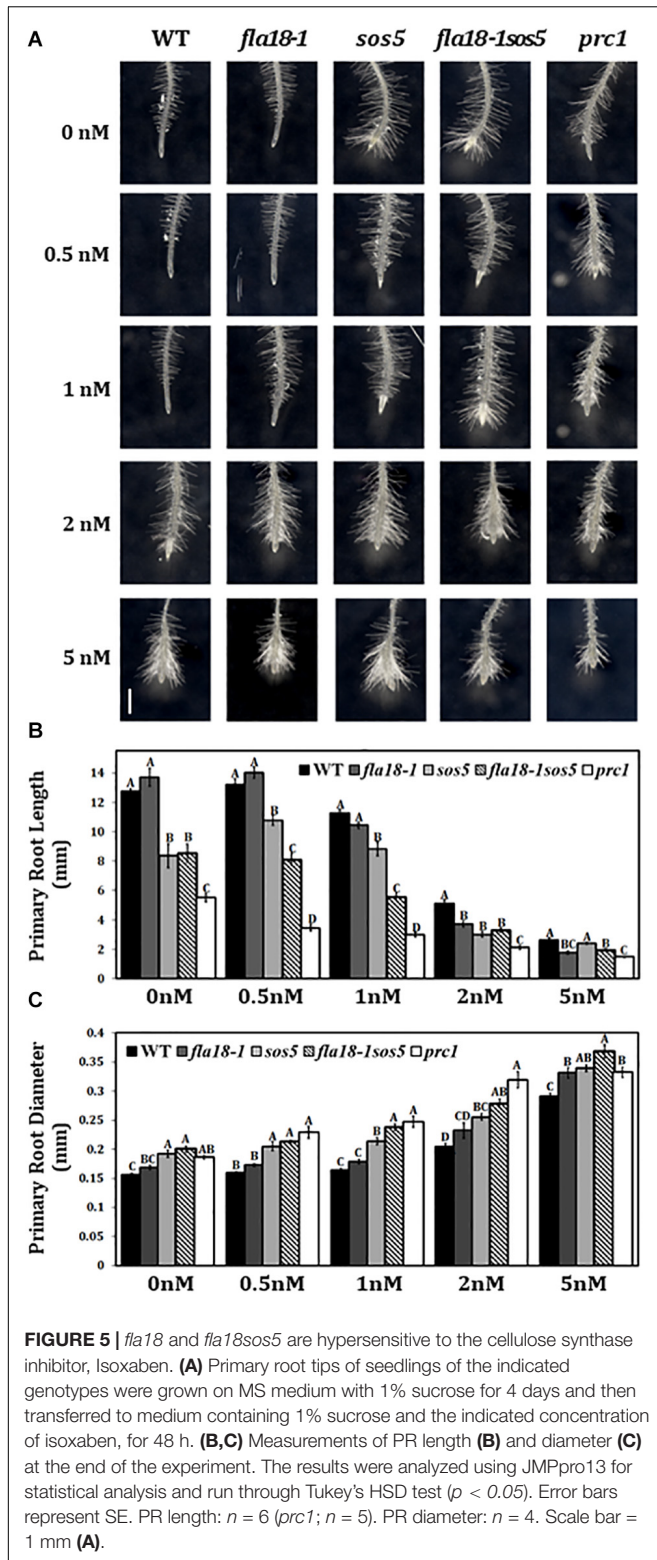 A
WT fla18-1 sos5 fla18-1sos5 prc1
0 nM
0.5 nM
1 nM
2 nM
5 nM
B
Primary Root Length
(mm)
14
12
10
8
6
4
2
0
WT fla18-1 sos5 fla18-1sos5 prc1
A A B B C
A A B C D
A A B C D
A B B B C
A BC A B C
0nM 0.5nM 1nM 2nM 5nM
C
Primary Root Diameter
(mm)
0.4
0.35
0.3
0.25
0.2
0.15
0.1
0.05
0
WT fla18-1 sos5 fla18-1sos5 prc1
C BC A A AB
B B A A A
C C B A A
D CD BC AB A
C B AB A B
0nM 0.5nM 1nM 2nM 5nM
FIGURE 5 | fla18 and fla18sos5 are hypersensitive to the cellulose synthase
inhibitor, Isoxaben. (A) Primary root tips of seedlings of the indicated
genotypes were grown on MS medium with 1% sucrose for 4 days and then
transferred to medium containing 1% sucrose and the indicated concentration
of isoxaben, for 48 h. (B,C) Measurements of PR length (B) and diameter (C)
at the end of the experiment. The results were analyzed using JMPpro13 for
statistical analysis and run through Tukey's HSD test (p < 0.05). Error bars
represent SE. PR length: n = 6 (prc1; n = 5). PR diameter: n = 4. Scale bar =
1 mm (A).